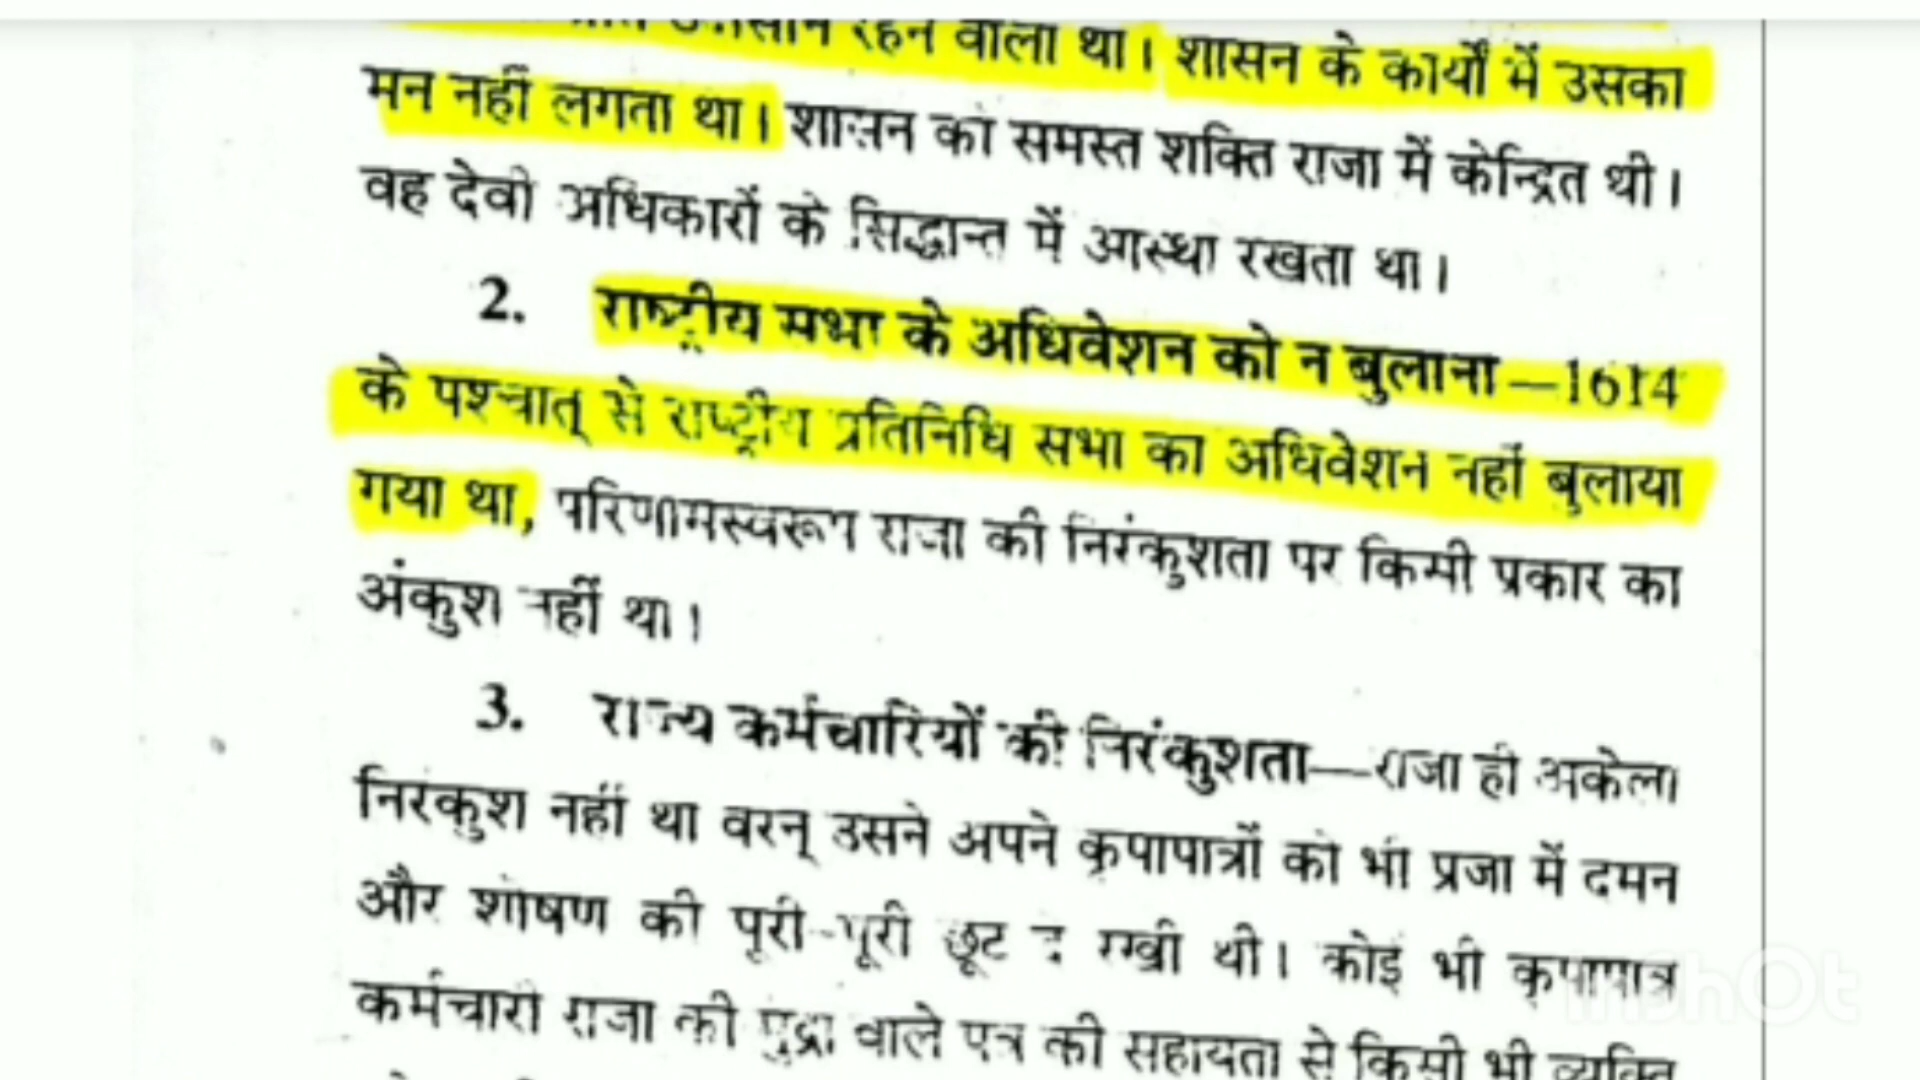 रहने वाला था। शासन के कार्यों में उसका
मन नहीं लगता था। शासन की समस्त शक्ति राजा में केन्द्रित थी।
वह देवी अधिकारों के सिद्धान्त में आस्था रखता था।
2. राष्ट्रीय सभा के अधिवेशन को न बुलाना—1614
के पश्चात् से राष्ट्रीय प्रतिनिधि सभा का अधिवेशन नहीं बुलाया
गया था, परिणामस्वरूप राजा की निरंकुशता पर किसी प्रकार का
अंकुश नहीं था।
3. राज्य कर्मचारियों की निरंकुशता—राजा ही अकेला
निरंकुश नहीं था वरन् उसने अपने कृपापात्रों को भी प्रजा में दमन
और शोषण की पूरी-पूरी छूट दे रखी थी। कोई भी कृपापात्र
कर्मचारी राजा की मुद्रा वाले पत्र की सहायता से किसी भी व्यक्ति
InShOt